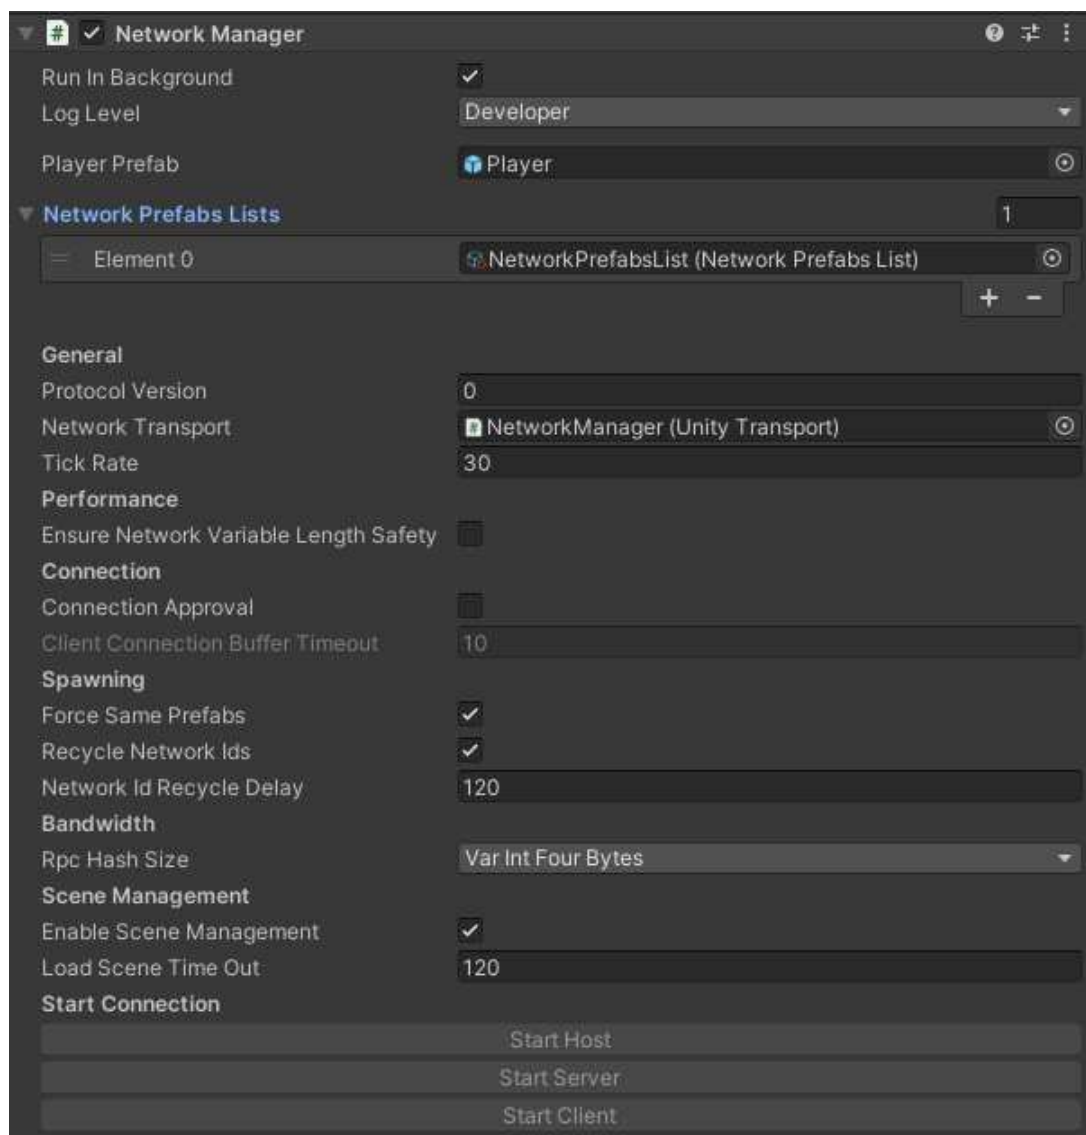 Network Manager
Run In Background
Log Level Developer
Player Prefab Player
Network Prefabs Lists 1
Element 0 NetworkPrefabsList (Network Prefabs List)
+ -
General
Protocol Version 0
Network Transport NetworkManager (Unity Transport)
Tick Rate 30
Performance
Ensure Network Variable Length Safety
Connection
Connection Approval
Client Connection Buffer Timeout 10
Spawning
Force Same Prefabs
Recycle Network Ids
Network Id Recycle Delay 120
Bandwidth
Rpc Hash Size Var Int Four Bytes
Scene Management
Enable Scene Management
Load Scene Time Out 120
Start Connection
Start Host
Start Server
Start Client